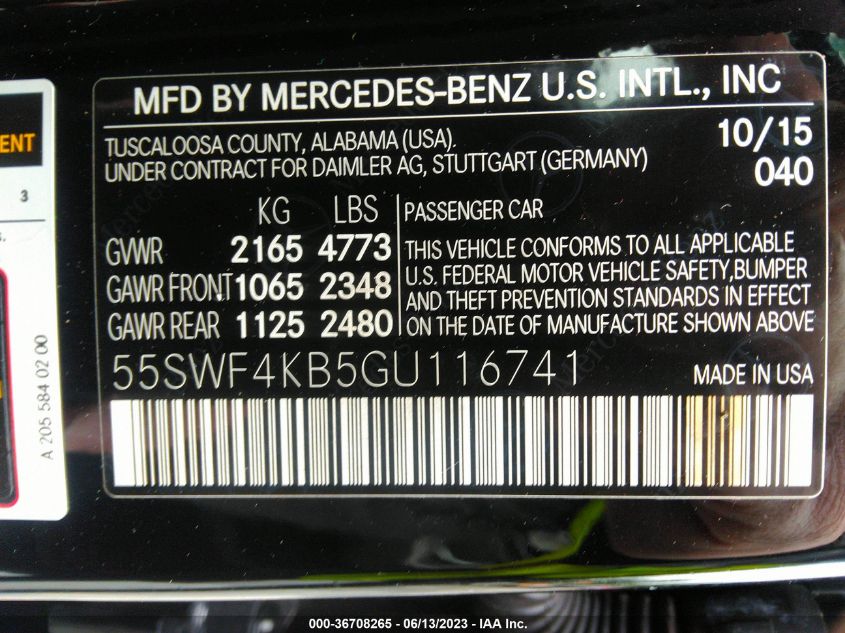 MFD BY MERCEDES-BENZ U.S. INTL., INC
TUSCALOOSA COUNTY, ALABAMA (USA).
10/15
UNDER CONTRACT FOR DAIMLER AG, STUTTGART (GERMANY)
040
KG LBS
PASSENGER CAR
GVWR 2165 4773
GAWR FRONT 1065 2348
GAWR REAR 1125 2480
THIS VEHICLE CONFORMS TO ALL APPLICABLE
U.S. FEDERAL MOTOR VEHICLE SAFETY,BUMPER
AND THEFT PREVENTION STANDARDS IN EFFECT
ON THE DATE OF MANUFACTURE SHOWN ABOVE
55SWF4KB5GU116741
MADE IN USA
ENT
3
s.
A 205 584 02 00
000-36708265 - 06/13/2023 - IAA Inc.